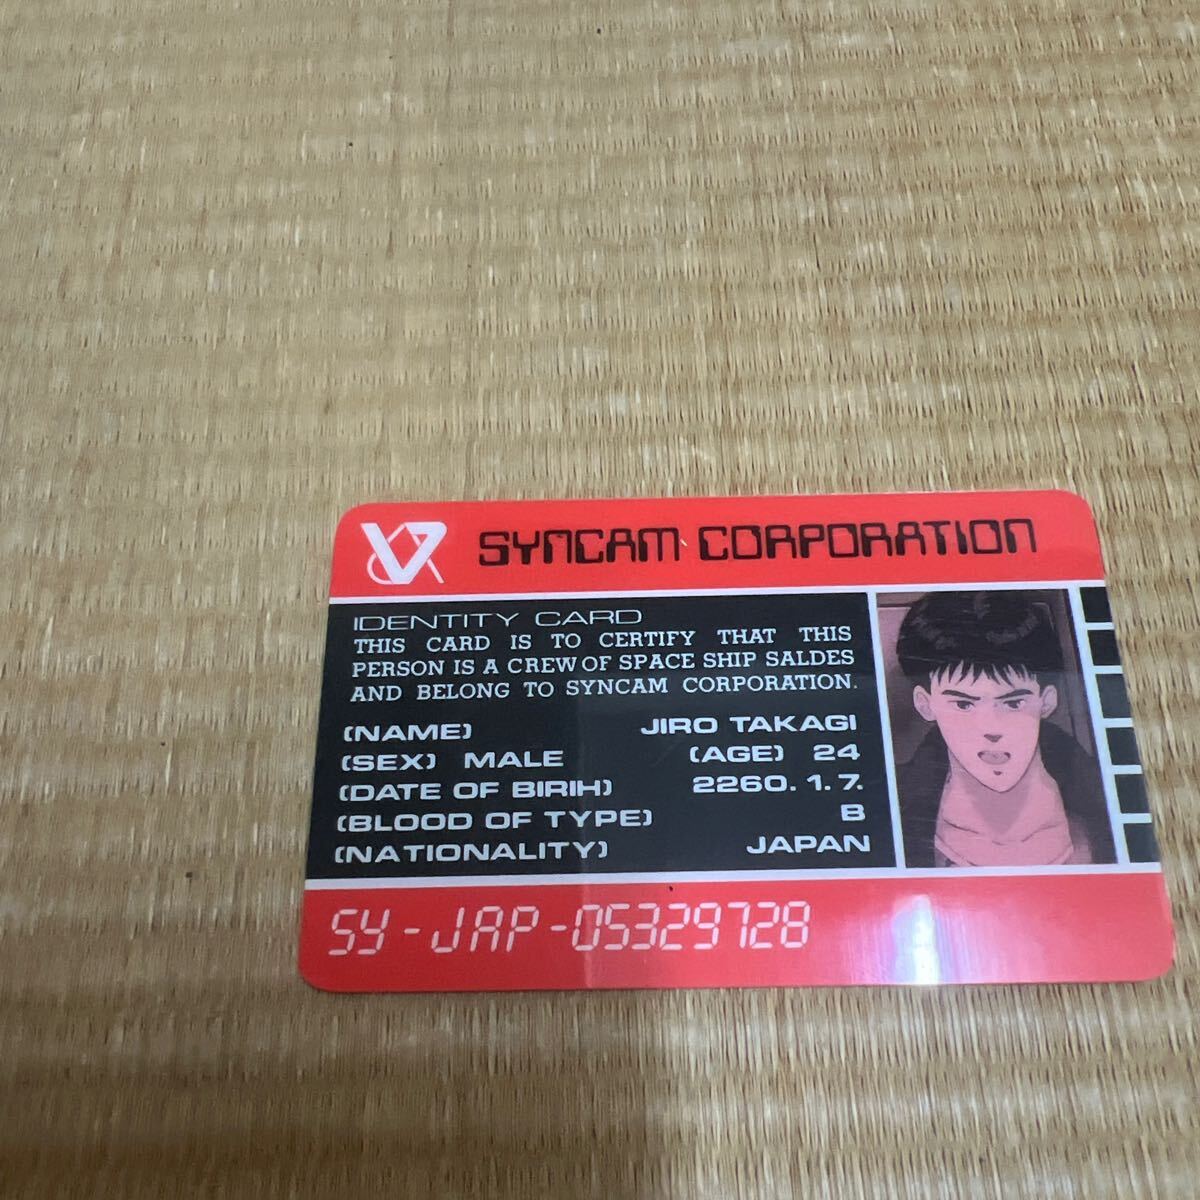 SYNCAM CORPORATION
IDENTITY CARD
THIS CARD IS TO CERTIFY THAT THIS
PERSON IS A CREW OF SPACE SHIP SALDES
AND BELONG TO SYNCAM CORPORATION.
(NAME) JIRO TAKAGI
(SEX) MALE (AGE) 24
(DATE OF BIRIH) 2260. 1. 7.
(BLOOD OF TYPE) B
(NATIONALITY) JAPAN
SY-JAP-05329728